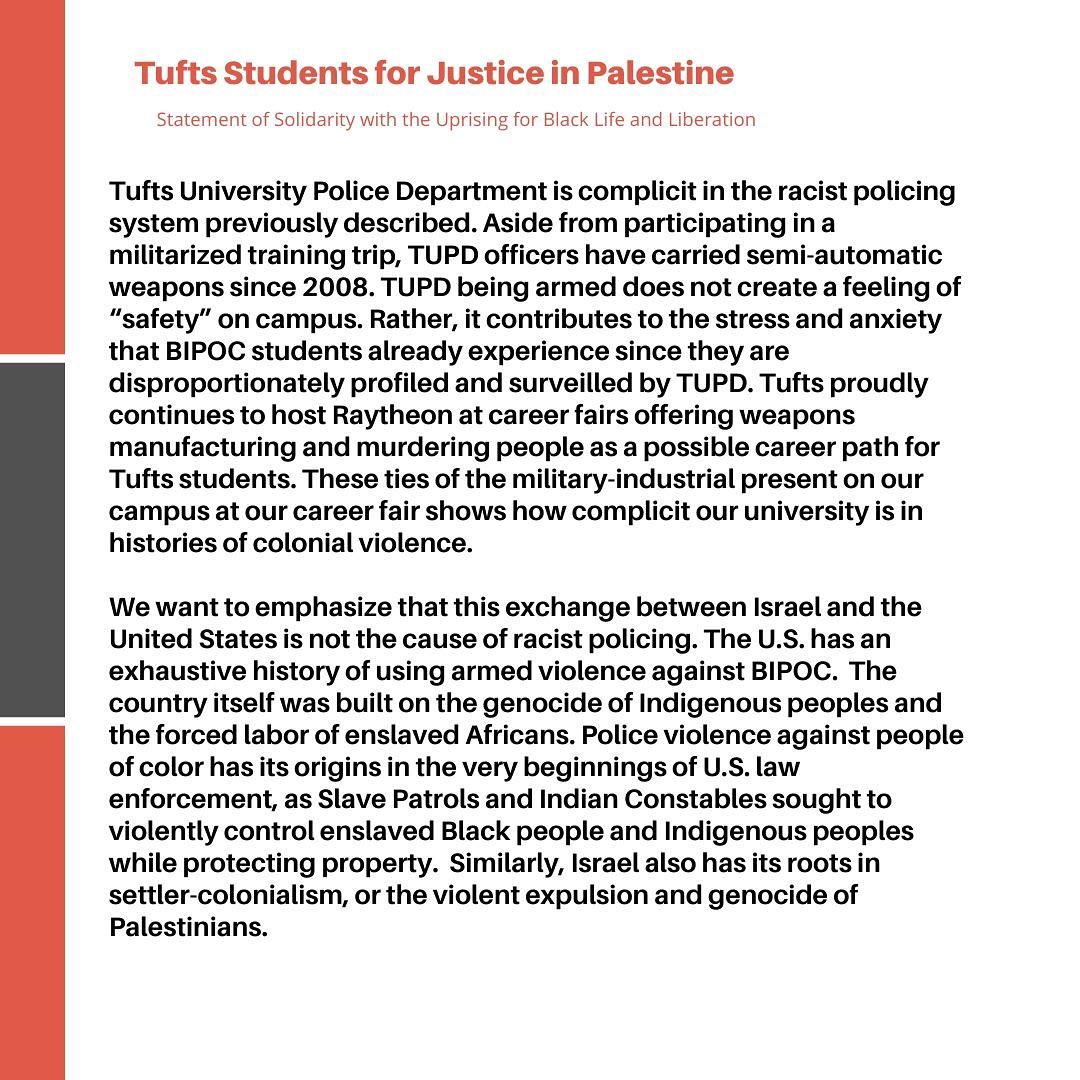 Tufts Students for Justice in Palestine
Statement of Solidarity with the Uprising for Black Life and Liberation
Tufts University Police Department is complicit in the racist policing
system previously described. Aside from participating in a
militarized training trip, TUPD officers have carried semi-automatic
weapons since 2008. TUPD being armed does not create a feeling of
“safety” on campus. Rather, it contributes to the stress and anxiety
that BIPOC students already experience since they are
disproportionately profiled and surveilled by TUPD. Tufts proudly
continues to host Raytheon at career fairs offering weapons
manufacturing and murdering people as a possible career path for
Tufts students. These ties of the military-industrial present on our
campus at our career fair shows how complicit our university is in
histories of colonial violence.
We want to emphasize that this exchange between Israel and the
United States is not the cause of racist policing. The U.S. has an
exhaustive history of using armed violence against BIPOC.  The
country itself was built on the genocide of Indigenous peoples and
the forced labor of enslaved Africans. Police violence against people
of color has its origins in the very beginnings of U.S. law
enforcement, as Slave Patrols and Indian Constables sought to
violently control enslaved Black people and Indigenous peoples
while protecting property.  Similarly, Israel also has its roots in
settler-colonialism, or the violent expulsion and genocide of
Palestinians.